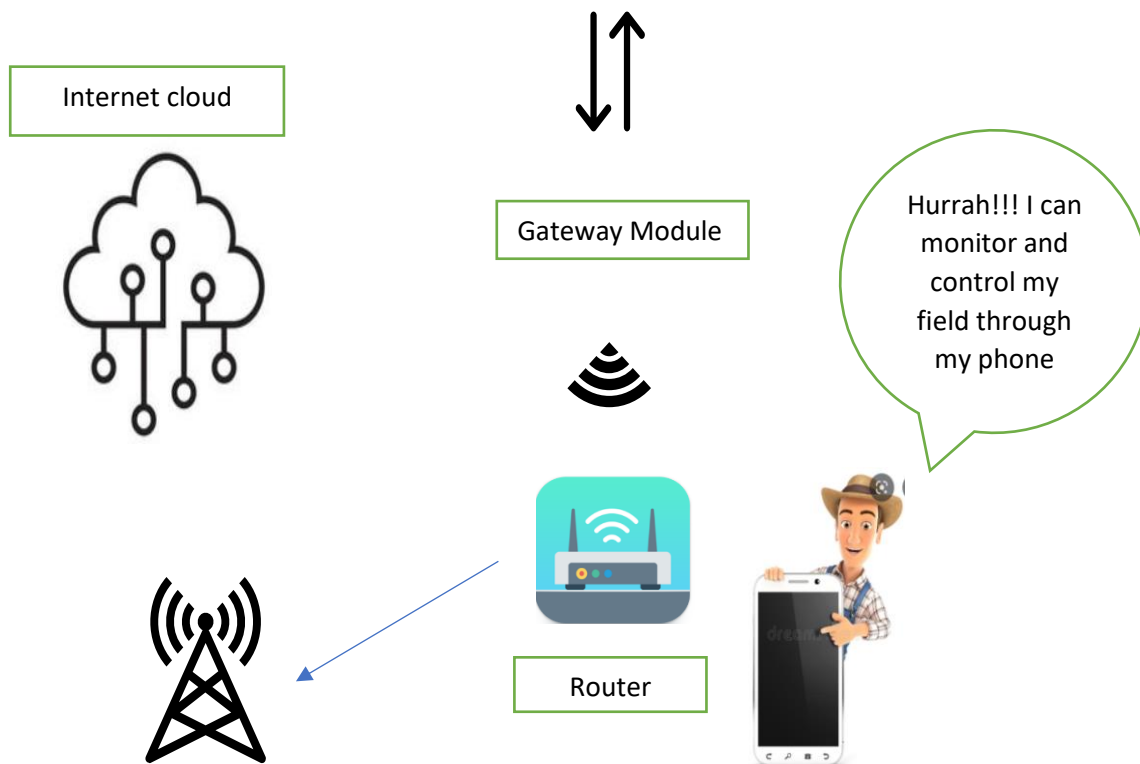 Internet cloud
Gateway Module
Hurrah!!! I can
monitor and
control my
field through
my phone
Router